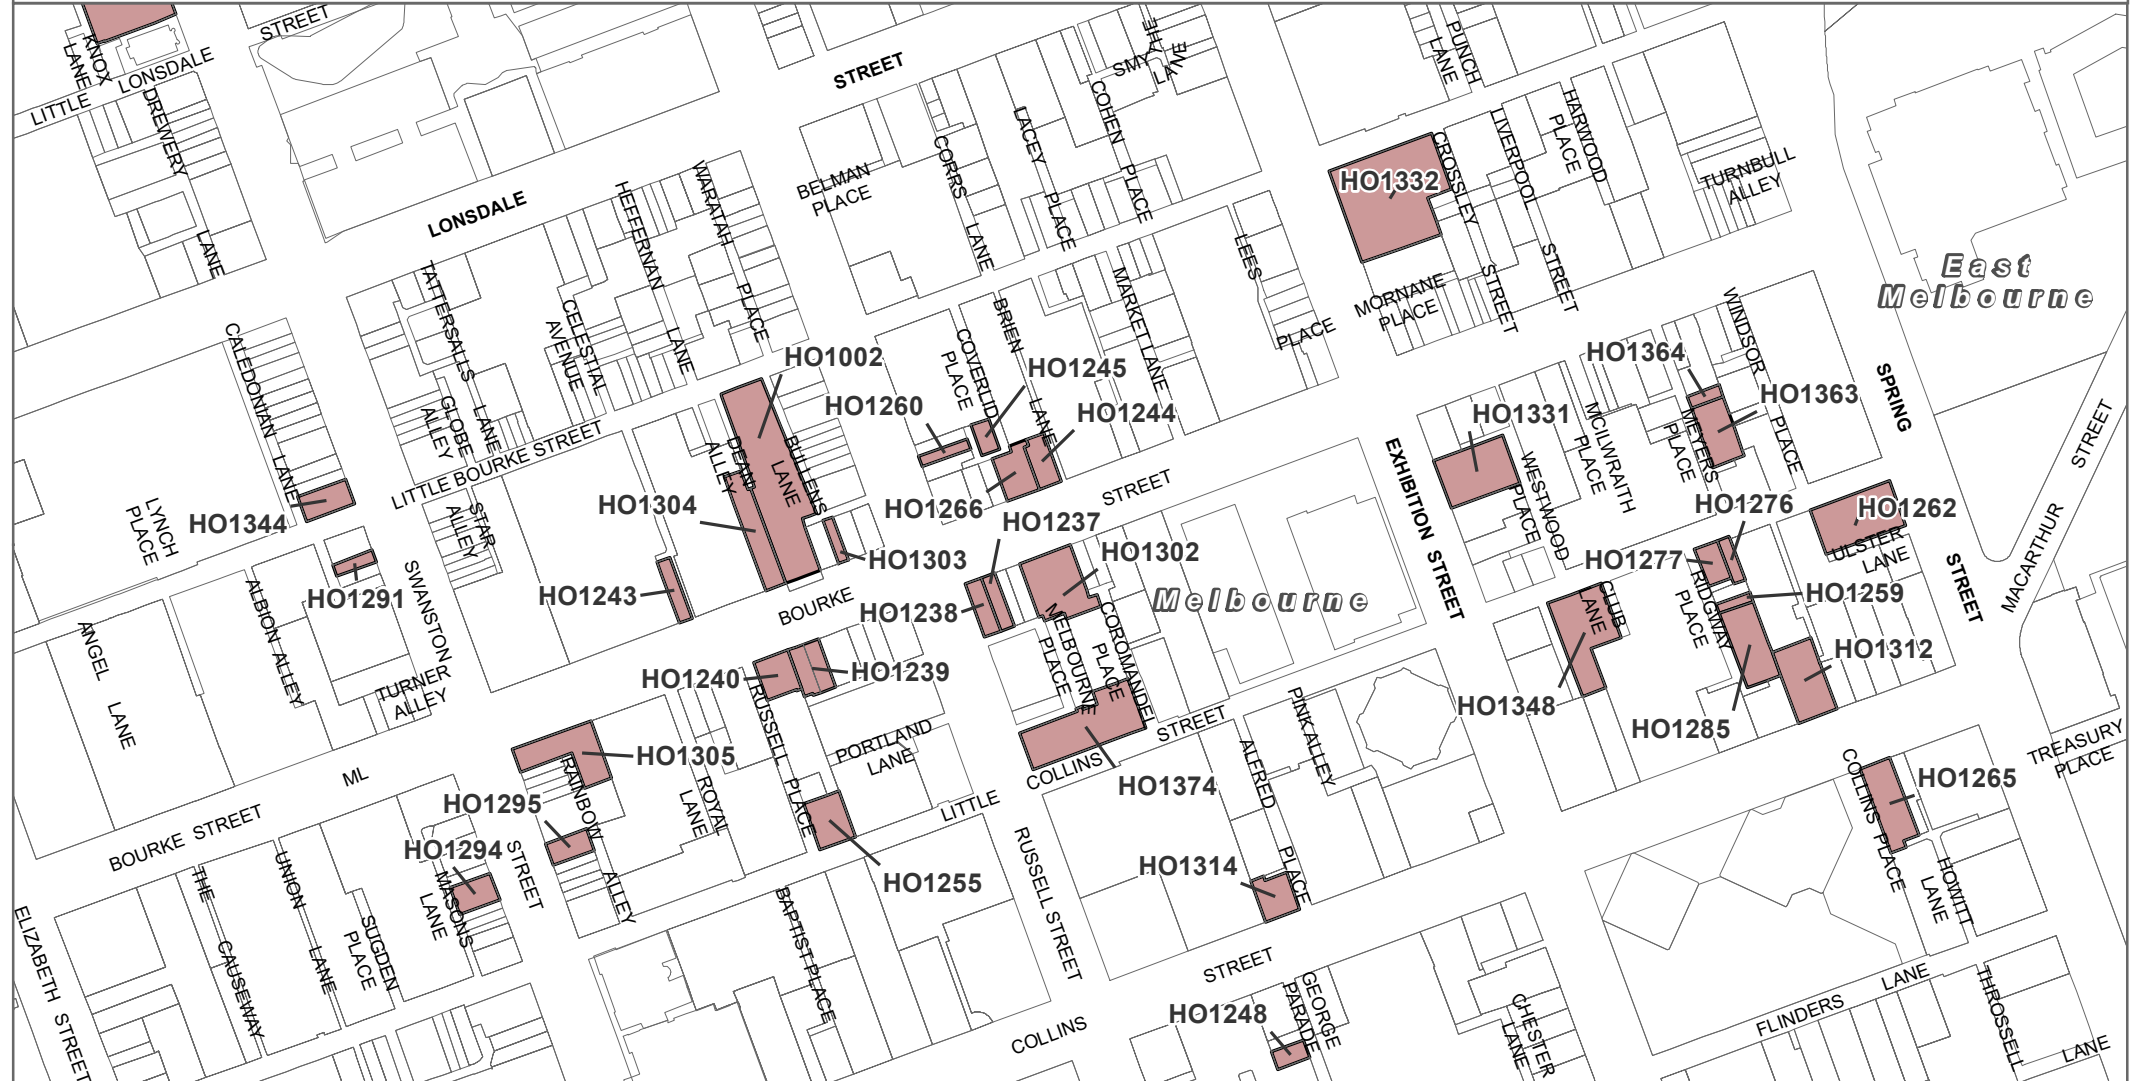 KNOX
LANE
LITTLE LONSDALE
STREET
DREWERY
LANE
LONSDALE
STREET
SMYTHE
LANE
COHEN
PLACE
LACEY
PLACE
CORRS
LANE
BELMAN
PLACE
WARATAH
PLACE
HEFFERNAN
LANE
CELESTIAL
AVENUE
TATTERSALLS
LANE
GLOBE
ALLEY
CALEDONIAN
LANE
PUNCH
LANE
LIVERPOOL
STREET
HARWOOD
PLACE
TURNBULL
ALLEY
CROSSLEY
STREET
HO1332
MORNANE
PLACE
LEES
PLACE
MARKET LANE
BRIEN
LANE
COVERLID
PLACE
East
Melbourne
WINDSOR
PLACE
SPRING
STREET
HO1002
HO1245
HO1260
HO1244
HO1364
HO1363
HO1331
MEYERS
PLACE
MCILWRAITH
PLACE
WESTWOOD
PLACE
EXHIBITION STREET
LITTLE BOURKE STREET
DEAN
ALLEY
BULLENS
LANE
STAR
ALLEY
LYNCH
PLACE
HO1344
HO1304
HO1266
STREET
HO1237
HO1276
HO1262
ULSTER
LANE
MACARTHUR
STREET
HO1303
HO1302
HO1277
HO1291
HO1243
BOURKE
HO1238
Melbourne
HO1259
SWANSTON
STREET
ALBION ALLEY
ANGEL
LANE
TURNER
ALLEY
HO1240
HO1239
MELBOURNE
PLACE
COROMANDEL
PLACE
CLUB
LANE
RIDGWAY
PLACE
HO1312
HO1348
HO1285
HO1305
RUSSELL
PLACE
PORTLAND
LANE
LITTLE
COLLINS
STREET
HO1374
PINK ALLEY
ALFRED
PLACE
TREASURY
PLACE
ML
BOURKE STREET
HO1295
RAINBOW
ALLEY
ROYAL
LANE
COLLINS PLACE
HO1265
HO1294
MASONS
LANE
HO1255
HO1314
HOWITT
LANE
THE
CAUSEWAY
UNION
LANE
SUGDEN
PLACE
ELIZABETH STREET
BAPTIST PLACE
RUSSELL STREET
COLLINS
STREET
HO1248
GEORGE
PARADE
CHESTER
LANE
FLINDERS
LANE
THROSSELL
LANE